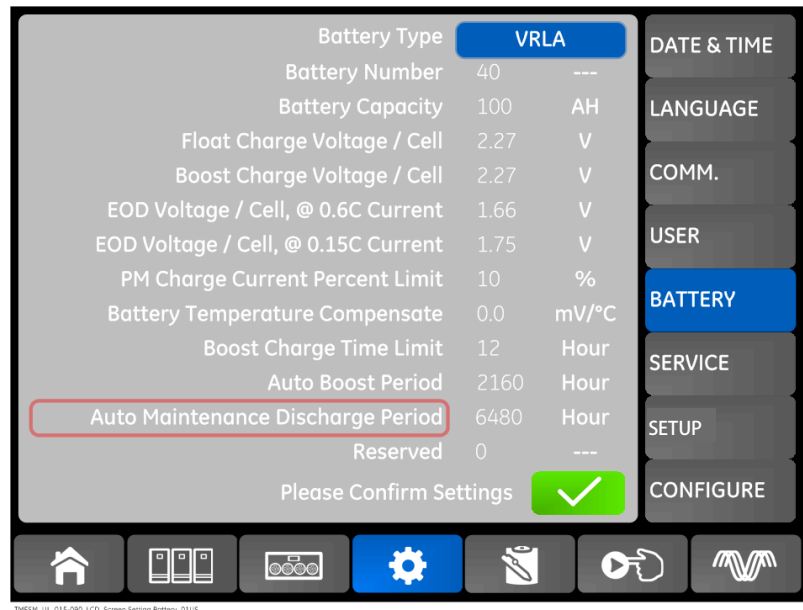 Battery Type VRLA
Battery Number 40 ---
Battery Capacity 100 AH
Float Charge Voltage / Cell 2.27 V
Boost Charge Voltage / Cell 2.27 V
EOD Voltage / Cell, @ 0.6C Current 1.66 V
EOD Voltage / Cell, @ 0.15C Current 1.75 V
PM Charge Current Percent Limit 10 %
Battery Temperature Compensate 0.0 mV/°C
Boost Charge Time Limit 12 Hour
Auto Boost Period 2160 Hour
Auto Maintenance Discharge Period 6480 Hour
Reserved 0 ---
Please Confirm Settings
DATE & TIME
LANGUAGE
COMM.
USER
BATTERY
SERVICE
SETUP
CONFIGURE